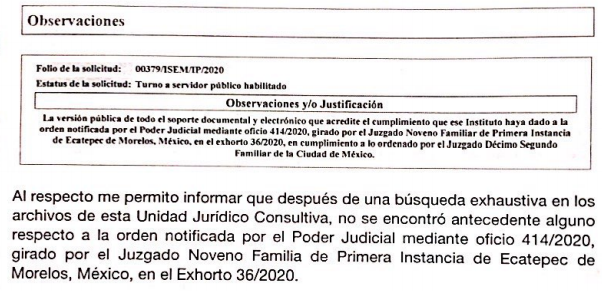 Observaciones
Folio de la solicitud: 00379/ISEM/IP/2020
Estatus de la solicitud: Turno a servidor público habilitado
Observaciones y/o Justificación
La versión pública de todo el soporte documental y electrónico que acredite el cumplimiento que ese Instituto haya dado a la
orden notificada por el Poder Judicial mediante oficio 414/2020, girado por el Juzgado Noveno Familiar de Primera Instancia
de Ecatepec de Morelos, México, en el exhorto 36/2020, en cumplimiento a lo ordenado por el Juzgado Décimo Segundo
Familiar de la Ciudad de México.
Al respecto me permito informar que después de una búsqueda exhaustiva en los
archivos de esta Unidad Jurídico Consultiva, no se encontró antecedente alguno
respecto a la orden notificada por el Poder Judicial mediante oficio 414/2020,
girado por el Juzgado Noveno Familia de Primera Instancia de Ecatepec de
Morelos, México, en el Exhorto 36/2020.